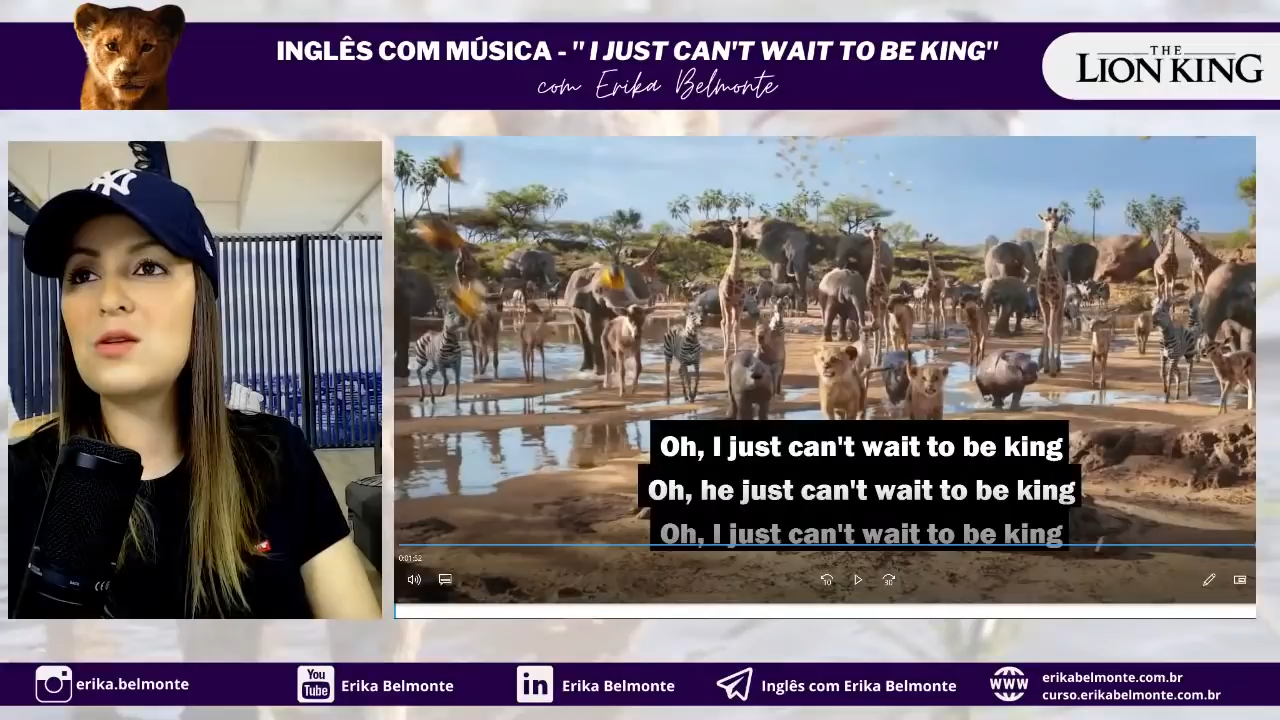 INGLÊS COM MÚSICA - " I JUST CAN'T WAIT TO BE KING"
com Erika Belmonte
THE
LION KING
NY
Oh, I just can't wait to be king
Oh, he just can't wait to be king
Oh, I just can't wait to be king
0:01:52
10
30
erika.belmonte
You
Tube
Erika Belmonte
in
Erika Belmonte
Inglês com Erika Belmonte
WWW
erikabelmonte.com.br
curso.erikabelmonte.com.br